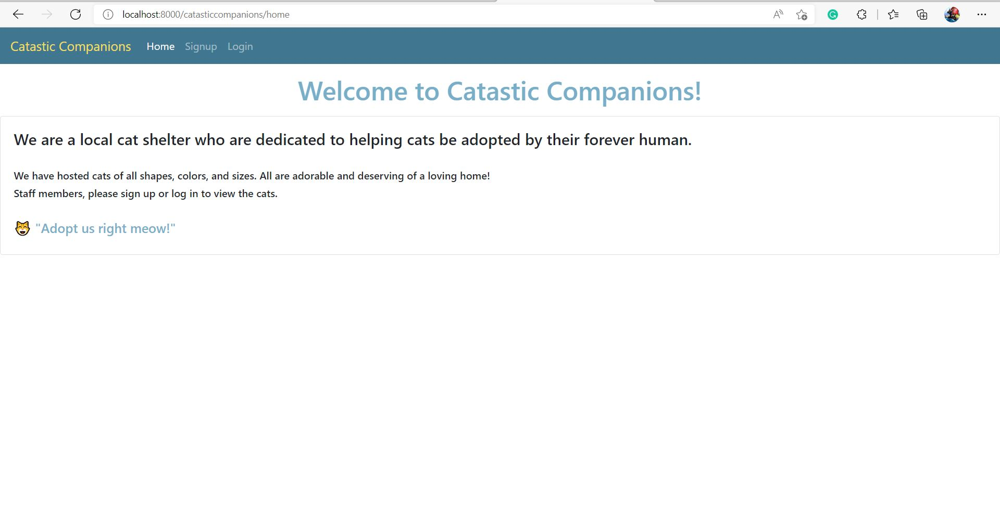 localhost:8000/catasticcompanions/home
Catastic Companions Home Signup Login
Welcome to Catastic Companions!
We are a local cat shelter who are dedicated to helping cats be adopted by their forever human.
We have hosted cats of all shapes, colors, and sizes. All are adorable and deserving of a loving home!
Staff members, please sign up or log in to view the cats.
😸 "Adopt us right meow!"